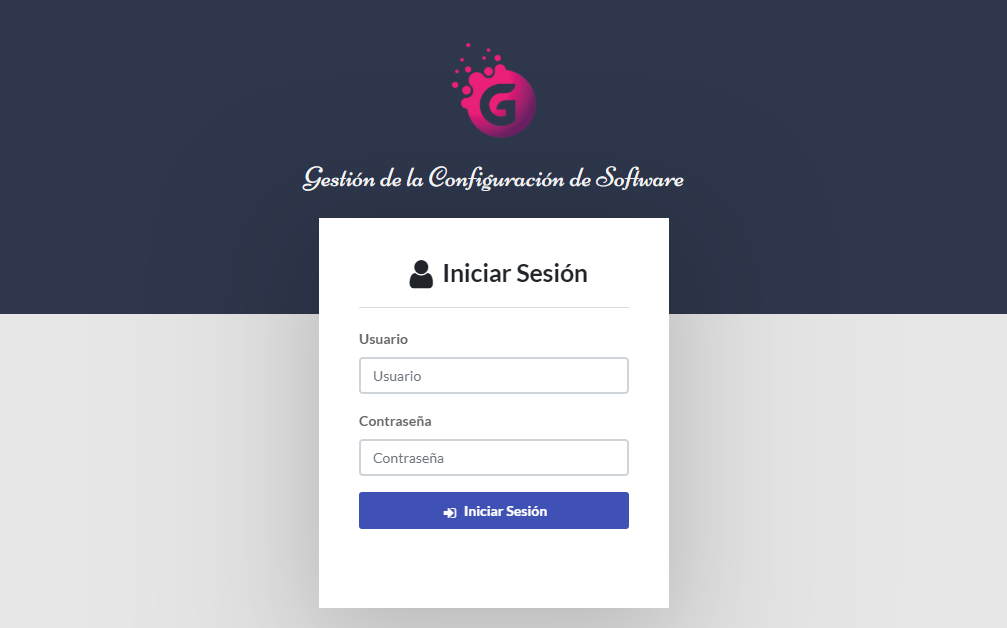 G
Gestión de la Configuración de Software
Iniciar Sesión
Usuario
Usuario
Contraseña
Contraseña
Iniciar Sesión